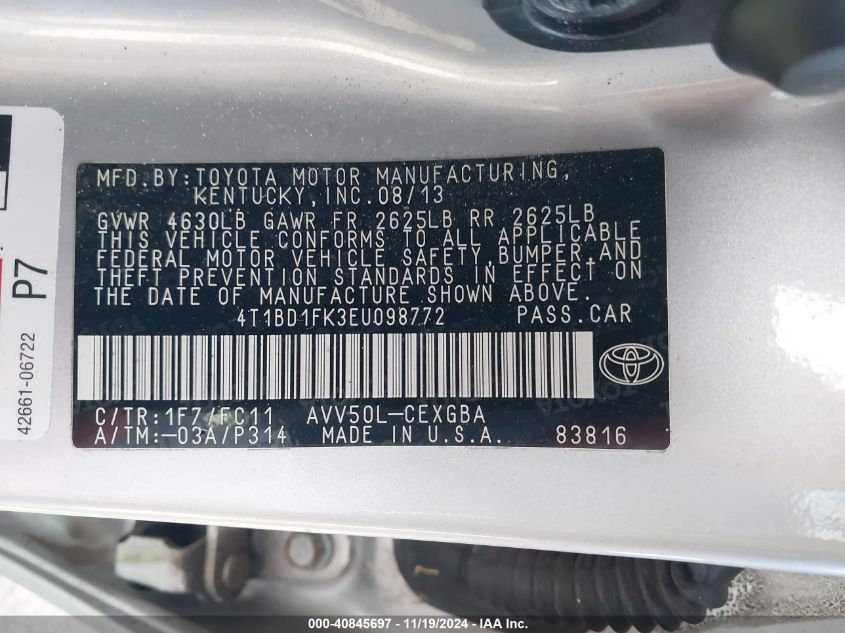 MFD.BY:TOYOTA MOTOR MANUFACTURING,
KENTUCKY,INC.08/13
GVWR 4630LB GAWR FR 2625LB RR 2625LB
THIS VEHICLE CONFORMS TO ALL APPLICABLE
FEDERAL MOTOR VEHICLE SAFETY,BUMPER,AND
THEFT PREVENTION STANDARDS IN EFFECT ON
THE DATE OF MANUFACTURE SHOWN ABOVE.
4T1BD1FK3EU098772 PASS.CAR
C/TR:1F7/FC11 AVV50L-CEXGBA
A/TM:-03A/P314 MADE IN U.S.A. 83816
P7
42661-06722
000-40845697 - 11/19/2024 - IAA Inc.